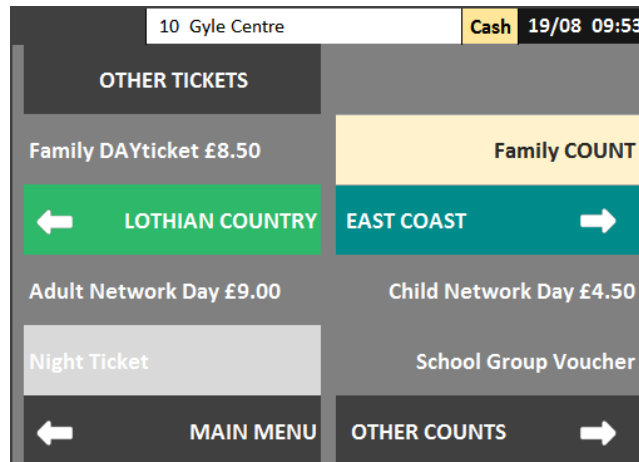 10 Gyle Centre Cash 19/08 09:53
OTHER TICKETS
Family DAYticket £8.50 Family COUNT
LOTHIAN COUNTRY EAST COAST
Adult Network Day £9.00 Child Network Day £4.50
Night Ticket School Group Voucher
MAIN MENU OTHER COUNTS